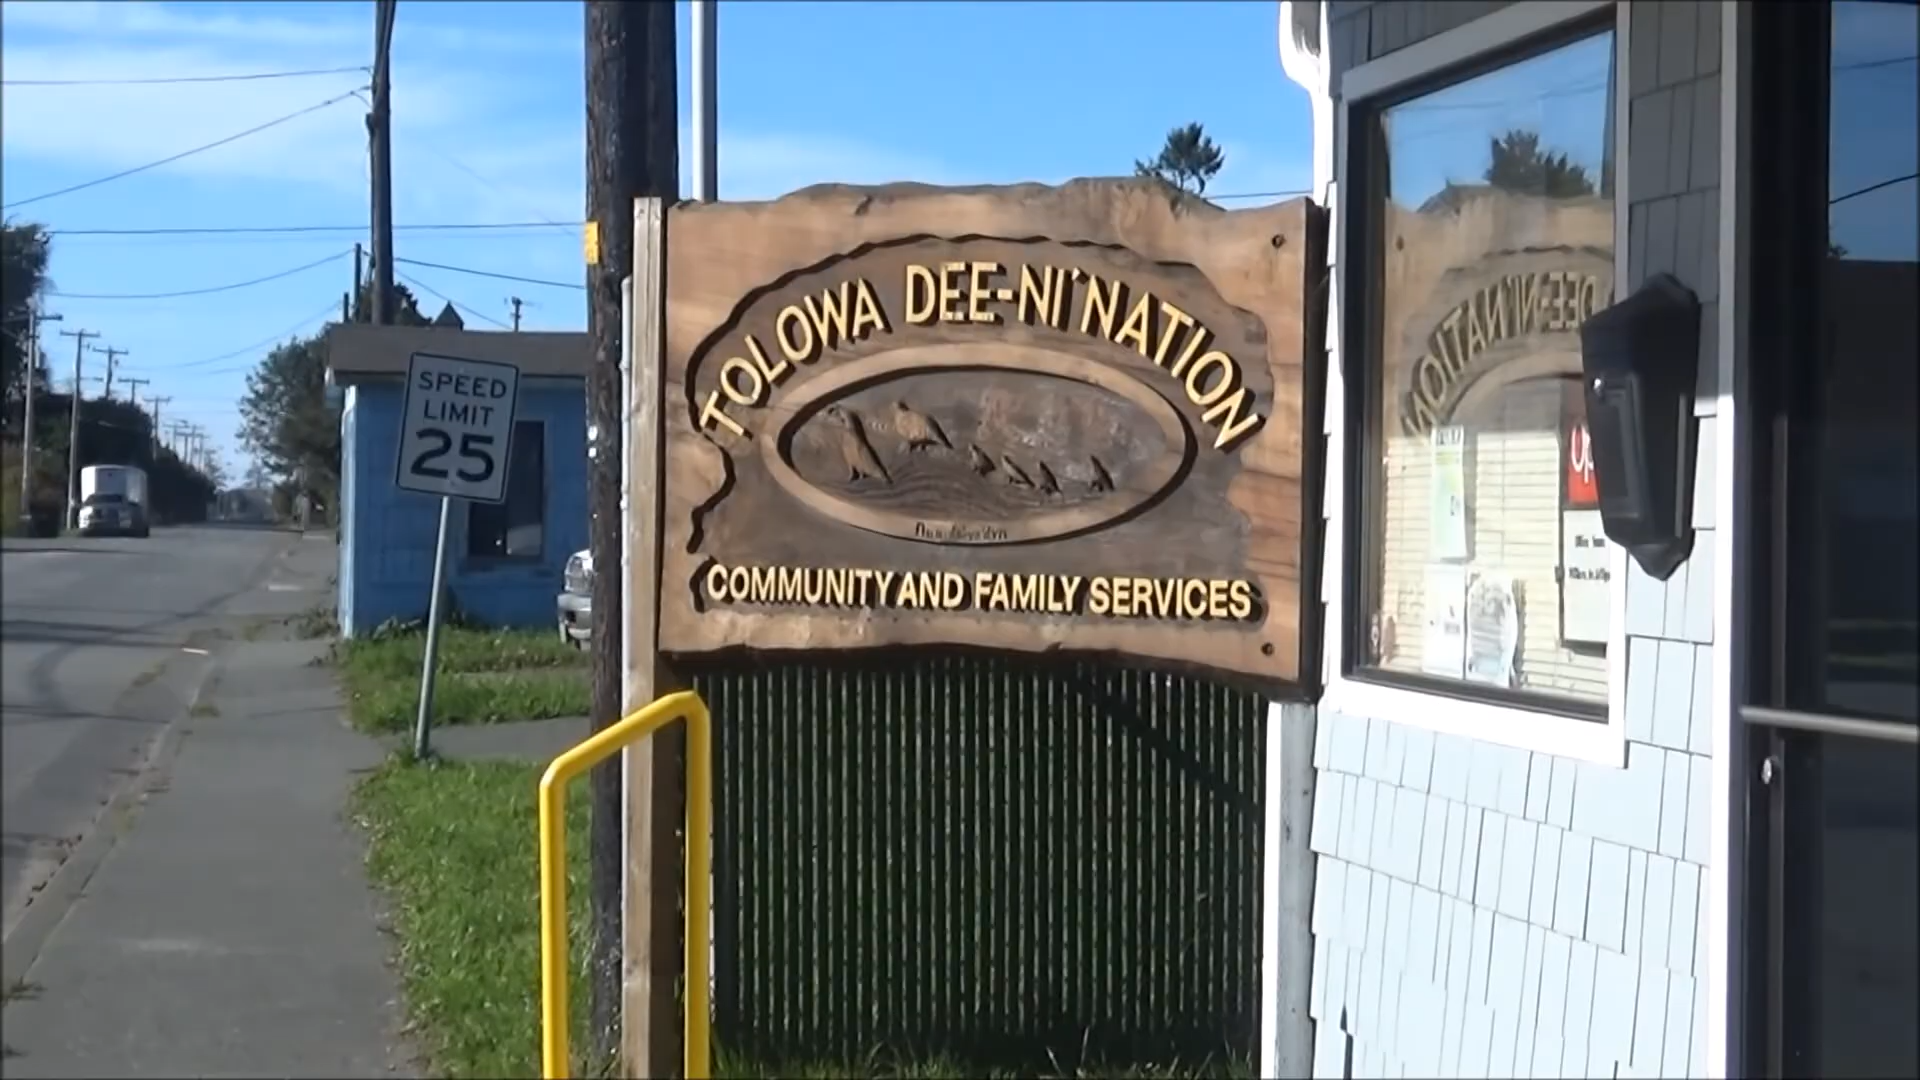 SPEED
LIMIT
25
TOLOWA DEE-NI' NATION
COMMUNITY AND FAMILY SERVICES